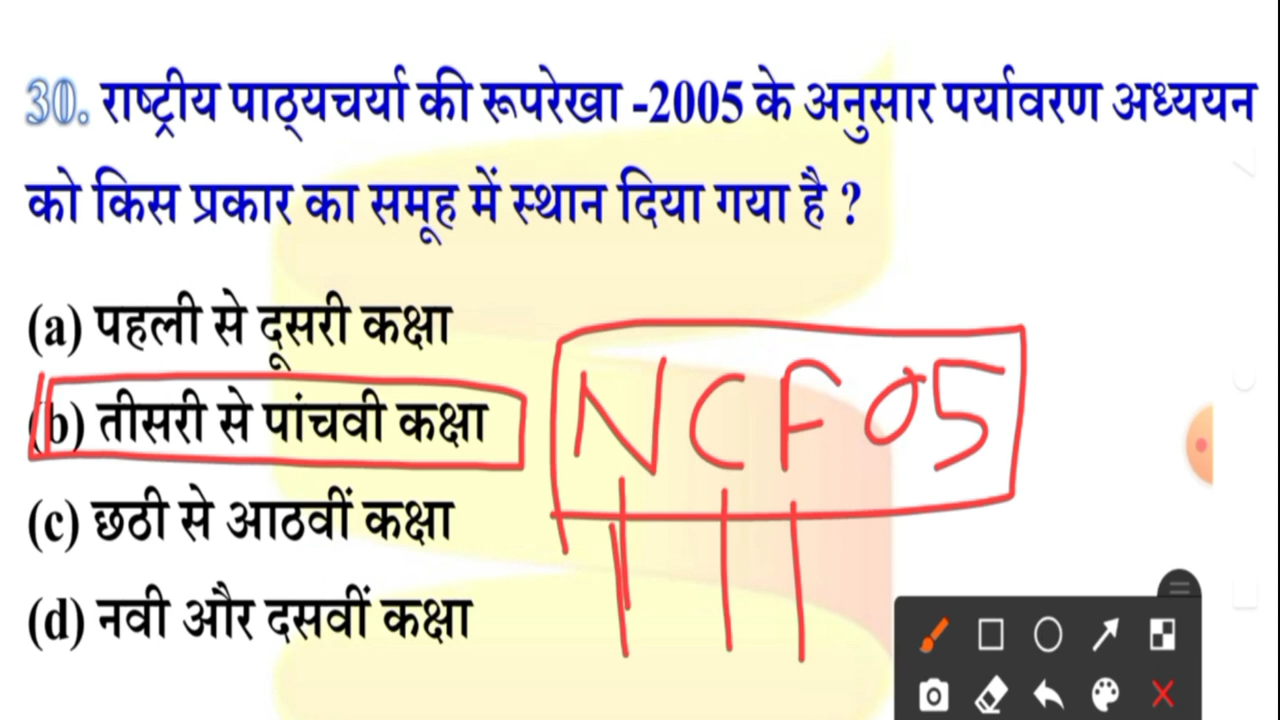 30. राष्ट्रीय पाठ्यचर्या की रूपरेखा -2005 के अनुसार पर्यावरण अध्ययन
को किस प्रकार का समूह में स्थान दिया गया है ?
(a) पहली से दूसरी कक्षा
(b) तीसरी से पांचवी कक्षा
NCF 05
(c) छठी से आठवीं कक्षा
(d) नवी और दसवीं कक्षा